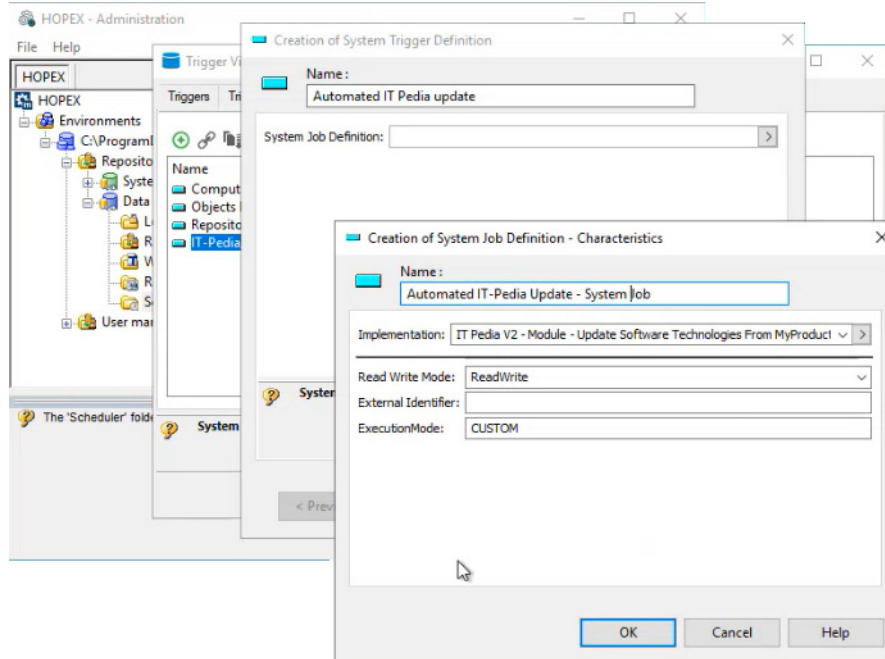 HOPEX - Administration
File Help
HOPEX
HOPEX
Environments
Reposito
Syste
Data
User mai
The 'Scheduler' folde
Trigger Vi
Triggers Tri
Name
Comput
Objects
Reposito
IT-Pedia
System
Creation of System Trigger Definition
Name:
Automated IT Pedia update
System Job Definition:
System
< Prev
Creation of System Job Definition - Characteristics
Name:
Automated IT-Pedia Update - System Job
Implementation: IT Pedia V2 - Module - Update Software Technologies From MyProduct
Read Write Mode: ReadWrite
External Identifier:
ExecutionMode: CUSTOM
OK Cancel Help